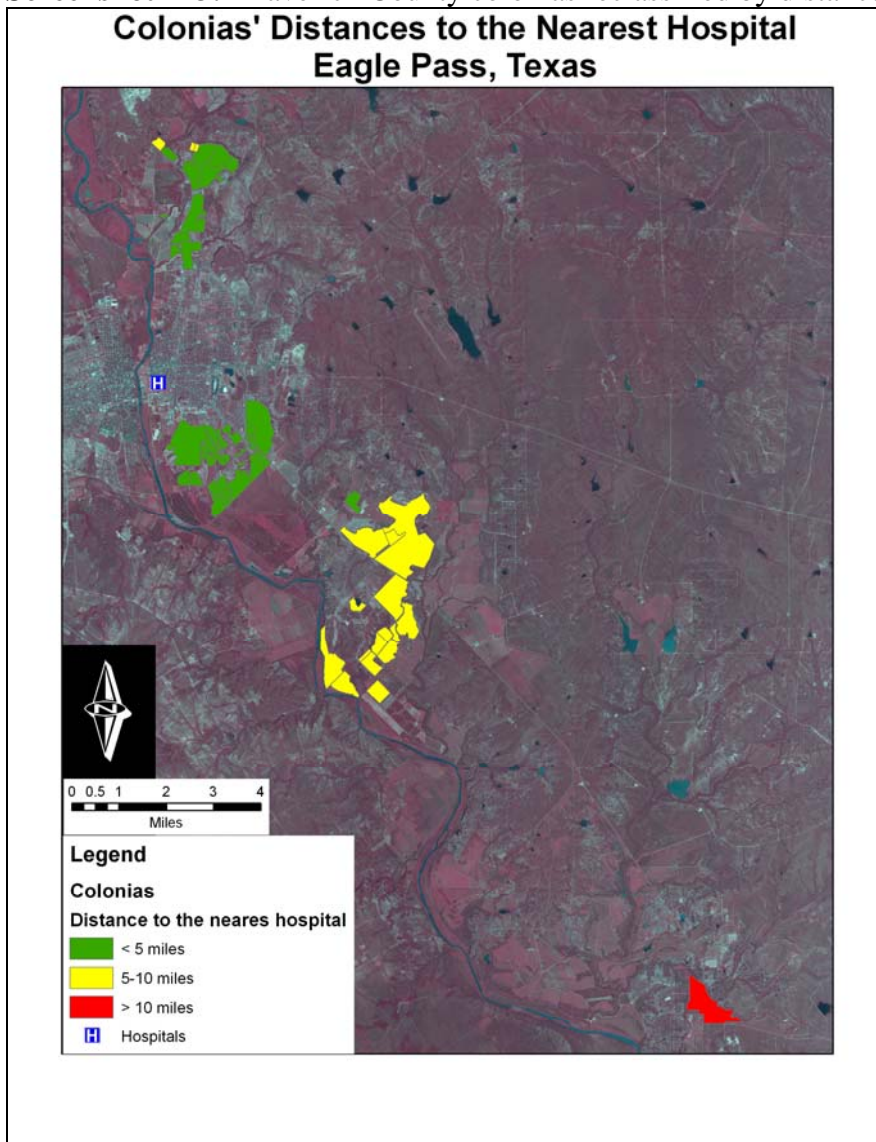 Colonias' Distances to the Nearest Hospital
Eagle Pass, Texas
H
N
0 0.5 1 2 3 4
Miles
Legend
Colonias
Distance to the neares hospital
< 5 miles
5-10 miles
> 10 miles
H Hospitals